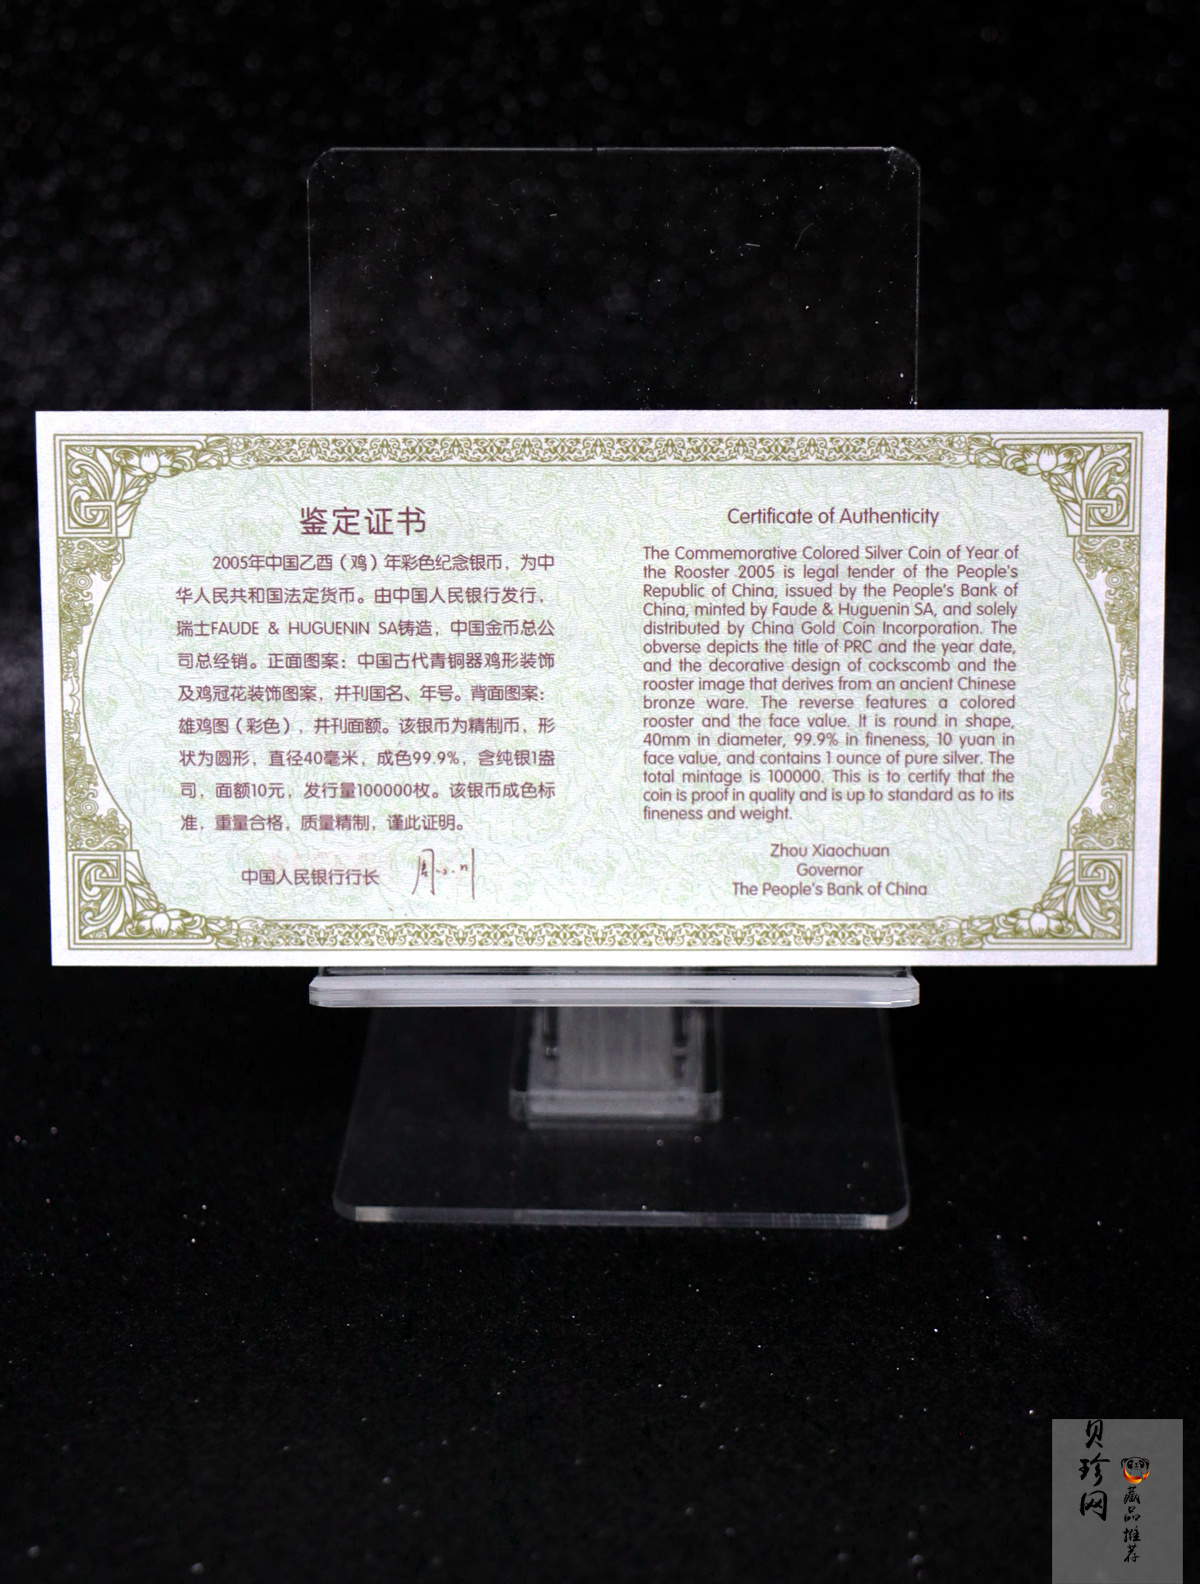 鉴定证书
2005年中国乙酉（鸡）年彩色纪念银币，为中
华人民共和国法定货币。由中国人民银行发行，
瑞士FAUDE & HUGUENIN SA铸造，中国金币总公
司总经销。正面图案：中国古代青铜器鸡形装饰
及鸡冠花装饰图案，并刊国名、年号。背面图案：
雄鸡图（彩色），并刊面额。该银币为精制币，形
状为圆形，直径40毫米，成色99.9%，含纯银1盎
司，面额10元，发行量100000枚。该银币成色标
准，重量合格，质量精制，谨此证明。
中国人民银行行长
Certificate of Authenticity
The Commemorative Colored Silver Coin of Year of
the Rooster 2005 is legal tender of the People's
Republic of China, issued by the People's Bank of
China, minted by Faude & Huguenin SA, and solely
distributed by China Gold Coin Incorporation. The
obverse depicts the title of PRC and the year date,
and the decorative design of cockscomb and the
rooster image that derives from an ancient Chinese
bronze ware. The reverse features a colored
rooster and the face value. It is round in shape,
40mm in diameter, 99.9% in fineness, 10 yuan in
face value, and contains 1 ounce of pure silver. The
total mintage is 100000. This is to certify that the
coin is proof in quality and is up to standard as to its
fineness and weight.
Zhou Xiaochuan
Governor
The People's Bank of China
贝珍网
藏品推荐